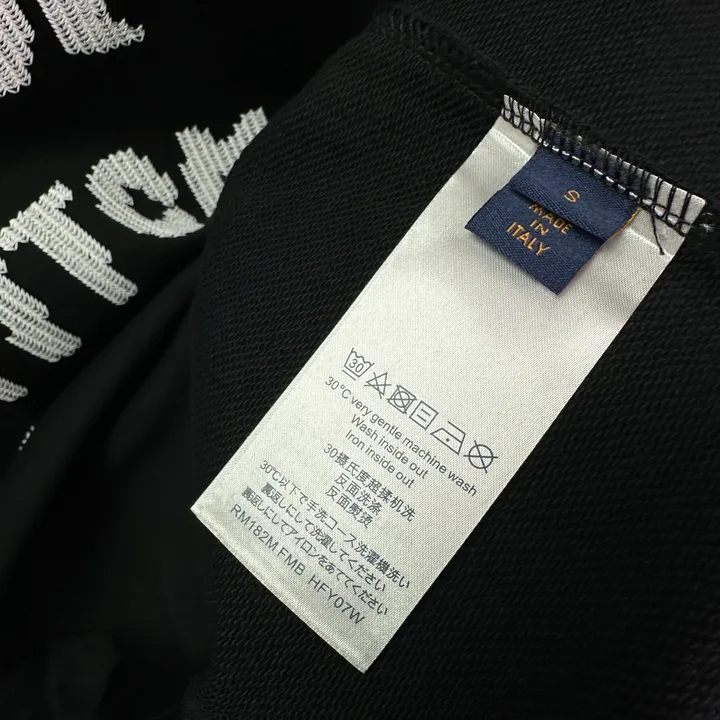 ITCH
S
MADE
IN
ITALY
30
30°C very gentle machine wash
Wash inside out
Iron inside out
30摄氏度超揉机洗
反面洗涤
反面熨烫
30℃以下で手洗コース洗濯機洗い
裏返しにして洗濯してください
裏返しにしてアイロンをあててください
RM182M FMB HFY07W